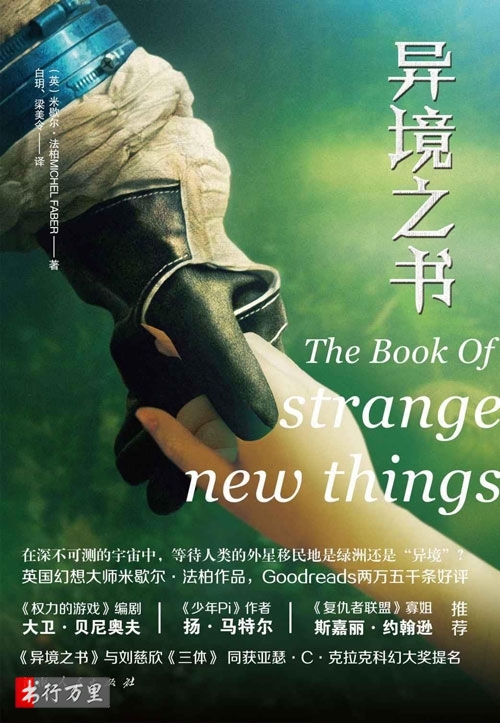 异境之书
（英）米歇尔·法柏MICHEL FABER——著
白玥、梁美令——译
The Book Of
strange
new things
在深不可测的宇宙中，等待人类的外星移民地是绿洲还是“异境”？
英国幻想大师米歇尔·法柏作品，Goodreads两万五千条好评
《权力的游戏》编剧
大卫·贝尼奥夫
《少年Pi》作者
扬·马特尔
《复仇者联盟》寡姐
斯嘉丽·约翰逊
推荐
《异境之书》与刘慈欣《三体》同获亚瑟·C·克拉克科幻大奖提名
书行万里